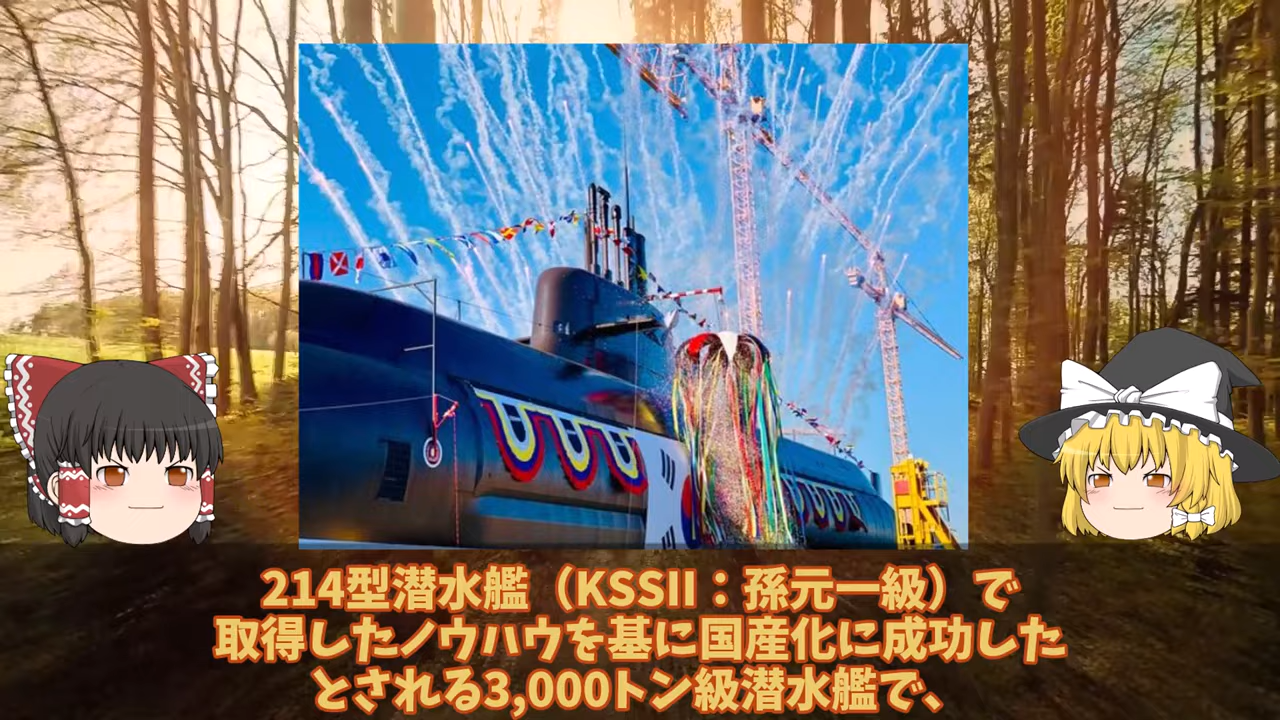 214型潜水艦（KSSII：孫元一級）で
取得したノウハウを基に国産化に成功した
とされる3,000トン級潜水艦で、